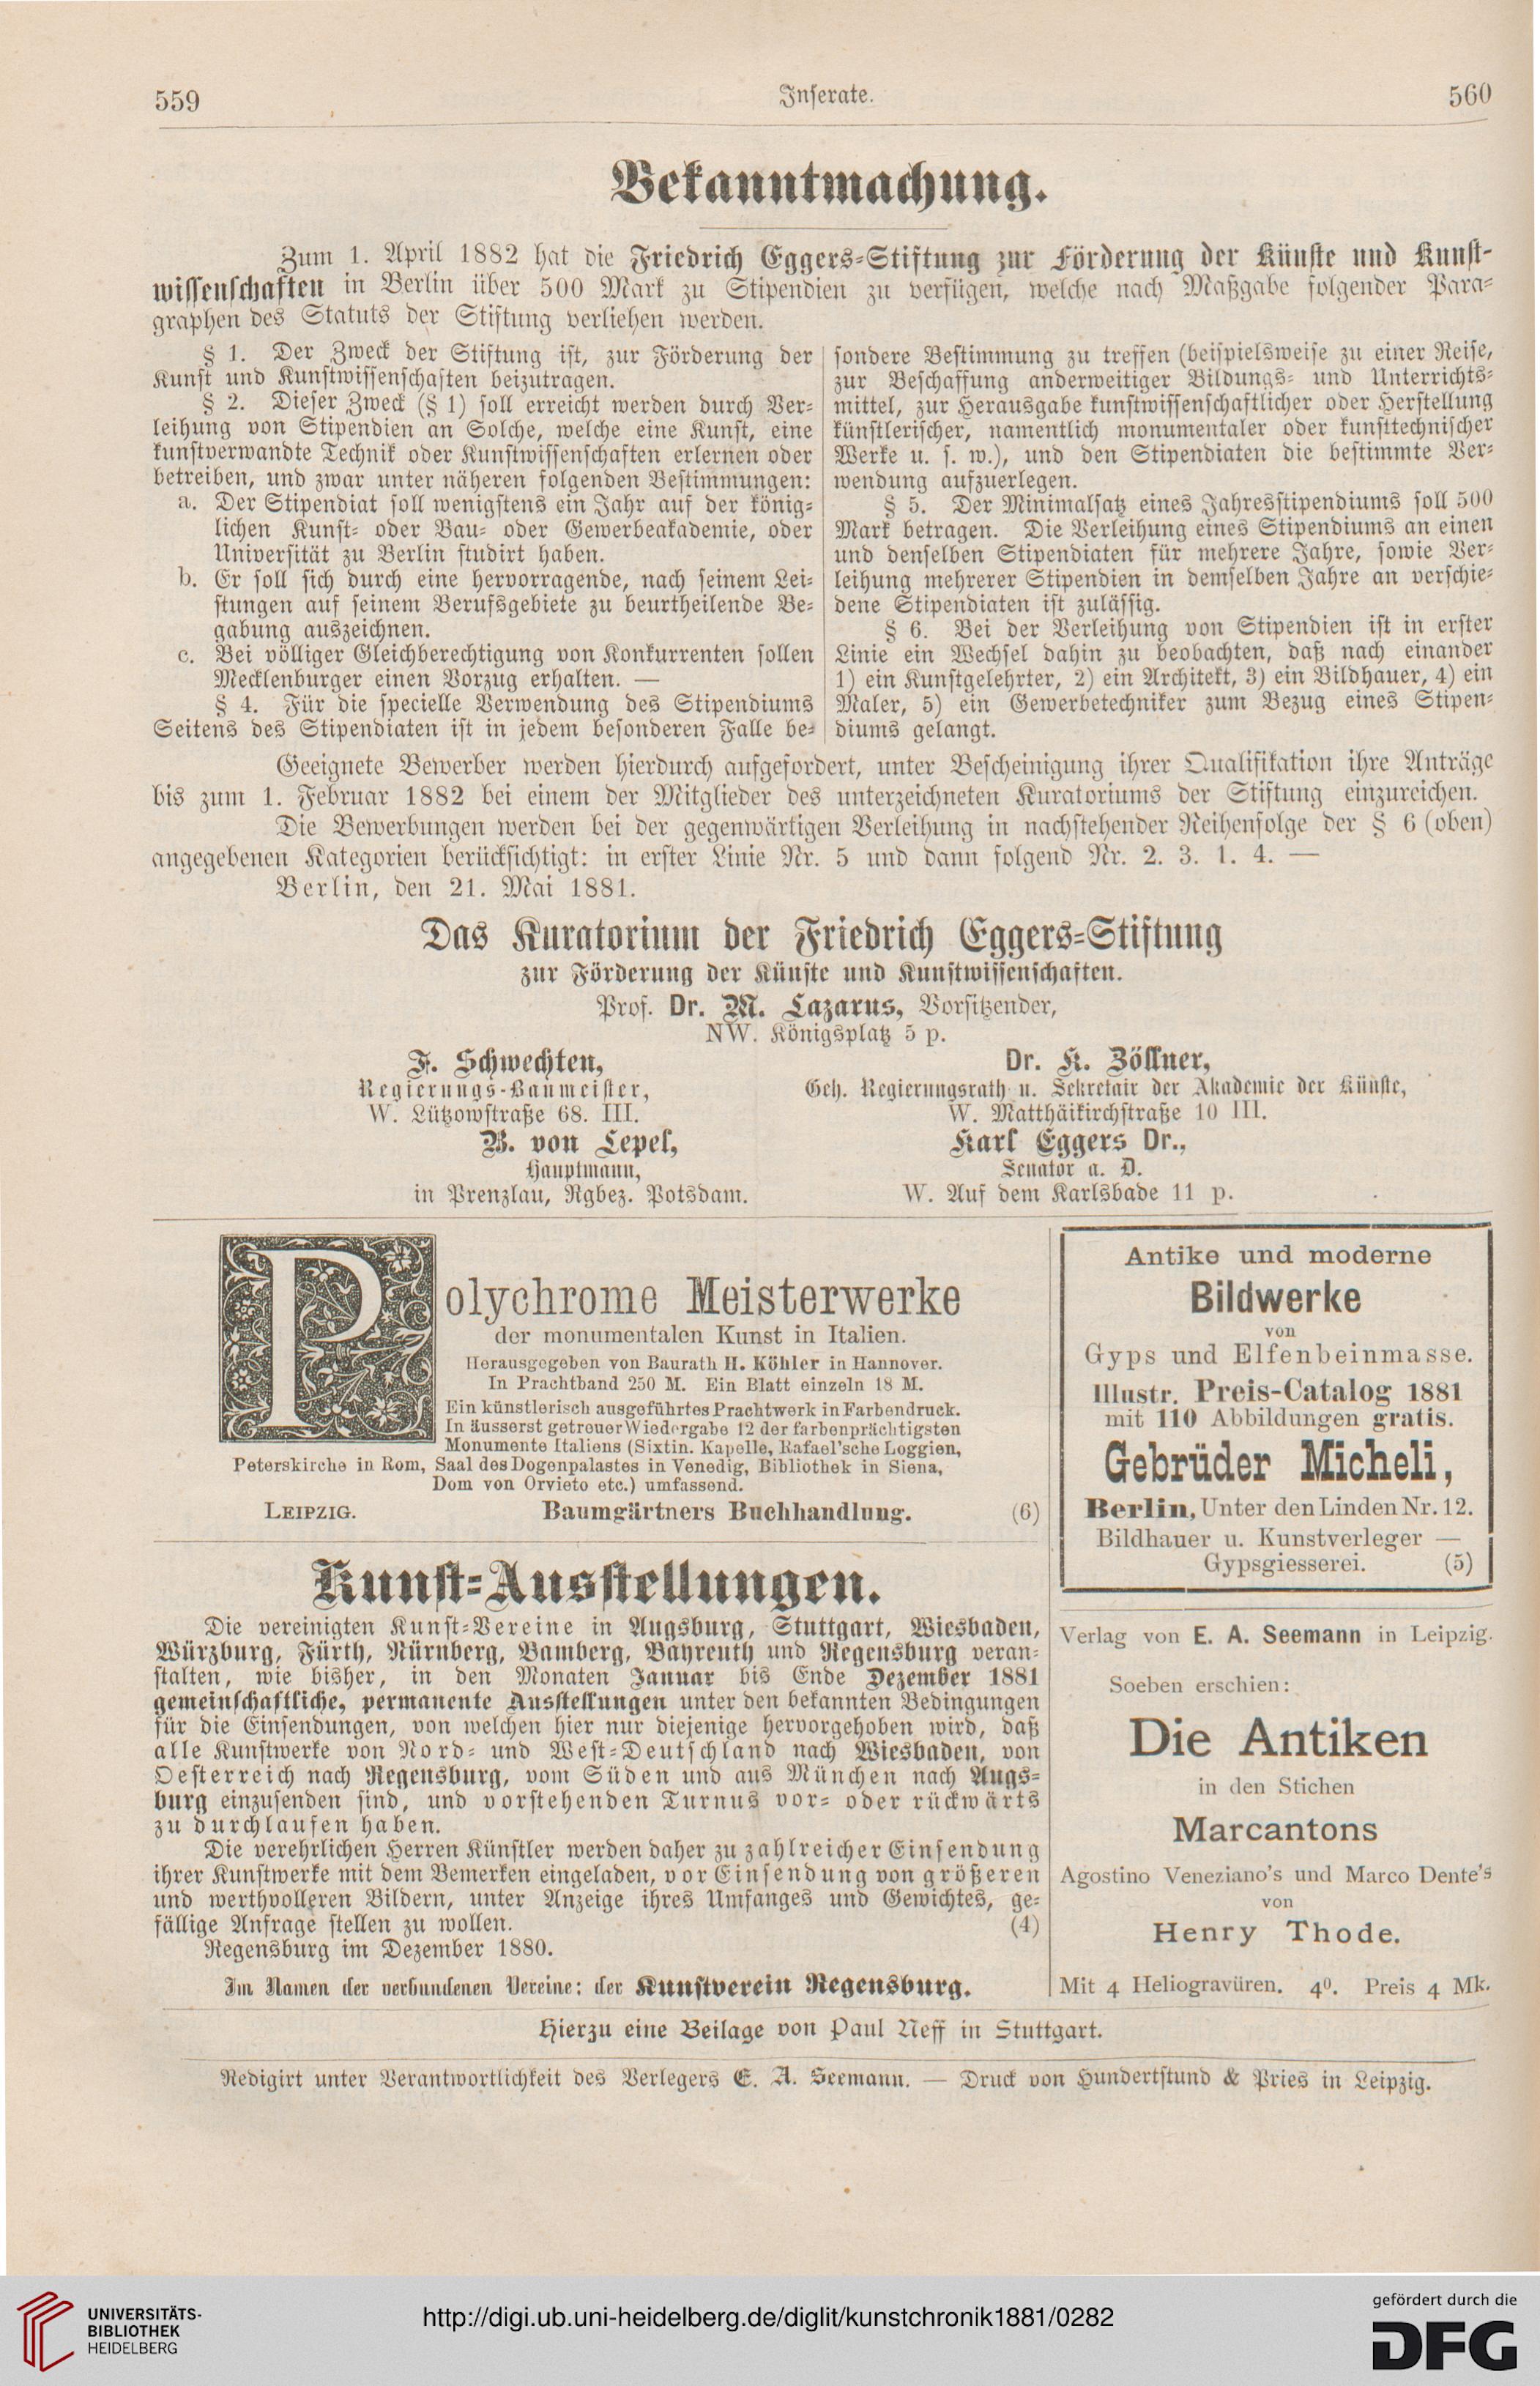 559
Inserate.
560
Bekanntmachung.
Zum 1. April 1882 hat die Friedrich Eggers-Stiftung zur Förderung der Künste und Kunst-
wissenschaften in Berlin über 500 Mark zu Stipendien zu verfügen, welche nach Maßgabe folgender Para-
graphen des Statuts der Stiftung verliehen werden.
§ 1. Der Zweck der Stiftung ist, zur Förderung der
Kunst und Kunstwissenschaften beizutragen.
§ 2. Dieser Zweck (§ 1) soll erreicht werden durch Ver-
leihung von Stipendien an Solche, welche eine Kunst, eine
kunstverwandte Technik oder Kunstwissenschaften erlernen oder
betreiben, und zwar unter näheren folgenden Bestimmungen:
a. Der Stipendiat soll wenigstens ein Jahr auf der könig-
lichen Kunst- oder Bau- oder Gewerbeakademie, oder
Universität zu Berlin studirt haben.
b. Er soll sich durch eine hervorragende, nach seinem Lei-
stungen auf seinem Berufsgebiete zu beurtheilende Be-
gabung auszeichnen.
c. Bei völliger Gleichberechtigung von Konkurrenten sollen
Mecklenburger einen Vorzug erhalten. —
§ 4. Für die specielle Verwendung des Stipendiums
Seitens des Stipendiaten ist in jedem besonderen Falle be-
sondere Bestimmung zu treffen (beispielsweise zu einer Reise,
zur Beschaffung anderweitiger Bildungs- und Unterrichts-
mittel, zur Herausgabe kunstwissenschaftlicher oder Herstellung
künstlerischer, namentlich monumentaler oder kunsttechnischer
Werke u. s. w.), und den Stipendiaten die bestimmte Ver-
wendung aufzuerlegen.
§ 5. Der Minimalsatz eines Jahresstipendiums soll 500
Mark betragen. Die Verleihung eines Stipendiums an einen
und denselben Stipendiaten für mehrere Jahre, sowie Ver-
leihung mehrerer Stipendien in demselben Jahre an verschie-
dene Stipendiaten ist zulässig.
§ 6. Bei der Verleihung von Stipendien ist in erster
Linie ein Wechsel dahin zu beobachten, daß nach einander
1) ein Kunstgelehrter, 2) ein Architekt, 3) ein Bildhauer, 4) ein
Maler, 5) ein Gewerbetechniker zum Bezug eines Stipen-
diums gelangt.
Geeignete Bewerber werden hierdurch aufgefordert, unter Bescheinigung ihrer Qualifikation ihre Anträge
bis zum 1. Februar 1882 bei einem der Mitglieder des unterzeichneten Kuratoriums der Stiftung einzureichen.
Die Bewerbungen werden bei der gegenwärtigen Verleihung in nachstehender Reihenfolge der § 6 (oben)
angegebenen Kategorien berücksichtigt: in erster Linie Nr. 5 und dann folgend Nr. 2. 3. 1. 4. —
Berlin, den 21. Mai 1881.
Das Kuratorium der Friedrich Eggers-Stiftung
zur Förderung der Künste und Kunstwissenschaften.
Prof. Dr. M. Lazarus, Vorsitzender,
NW. Königsplatz 5 p.
F. Schwechten,
Regierungs-Baumeister,
W. Lützowstraße 68. III.
B. von Lepel,
Hauptmann,
in Prenzlau, Rgbez. Potsdam.
Dr. K. Zöllner,
Geh. Regierungsrath u. Sekretair der Akademie der Künste,
W. Matthäikirchstraße 10 III.
Karl Eggers Dr.,
Senator a. D.
W. Auf dem Karlsbade 11 p.
Polychrome Meisterwerke
der monumentalen Kunst in Italien.
Herausgegeben von Baurath H. Köhler in Hannover.
In Prachtband 250 M. Ein Blatt einzeln 18 M.
Ein künstlerisch ausgeführtes Prachtwerk in Farbendruck.
In äusserst getreuer Wiedergabe 12 der farbenprächtigsten
Monumente Italiens (Sixtin. Kapelle, Rafael'sche Loggien,
Peterskirche in Rom, Saal des Dogenpalastes in Venedig, Bibliothek in Siena,
Dom von Orvieto etc.) umfassend.
LEIPZIG. Baumgärtners Buchhandlung. (6)
Kunst-Ausstellungen.
Die vereinigten Kunst-Vereine in Augsburg, Stuttgart, Wiesbaden,
Würzburg, Fürth, Nürnberg, Bamberg, Bayreuth und Regensburg veran-
stalten, wie bisher, in den Monaten Januar bis Ende Dezember 1881
gemeinschaftliche, permanente Ausstellungen unter den bekannten Bedingungen
für die Einsendungen, von welchen hier nur diejenige hervorgehoben wird, daß
alle Kunstwerke von Nord- und West-Deutschland nach Wiesbaden, von
Oesterreich nach Regensburg, vom Süden und aus München nach Augs-
burg einzusenden sind, und vorstehenden Turnus vor- oder rückwärts
zu durchlaufen haben.
Die verehrlichen Herren Künstler werden daher zu zahlreicher Einsendung
ihrer Kunstwerke mit dem Bemerken eingeladen, vor Einsendung von größeren
und werthvolleren Bildern, unter Anzeige ihres Umfanges und Gewichtes, ge-
fällige Anfrage stellen zu wollen. (4)
Regensburg im Dezember 1880.
Im Namen der verbundenen Vereine: der Kunstverein Regensburg.
Antike und moderne
Bildwerke
von
Gyps und Elfenbeinmasse.
Illustr. Preis-Catalog 1881
mit 110 Abbildungen gratis.
Gebrüder Micheli,
Berlin, Unter den Linden Nr. 12.
Bildhauer u. Kunstverleger —
Gypsgiesserei. (5)
Verlag von E. A. Seemann in Leipzig.
Soeben erschien:
Die Antiken
in den Stichen
Marcantons
Agostino Veneziano's und Marco Dente's
von
Henry Thode.
Mit 4 Heliogravüren. 4⁰. Preis 4 Mk.
Hierzu eine Beilage von Paul Neff in Stuttgart.
Redigirt unter Verantwortlichkeit des Verlegers E. A. Seemann. — Druck von Hundertstund & Pries in Leipzig.
UNIVERSITÄTS-
BIBLIOTHEK
HEIDELBERG
http://digi.ub.uni-heidelberg.de/diglit/kunstchronik1881/0282
gefördert durch die
DFG